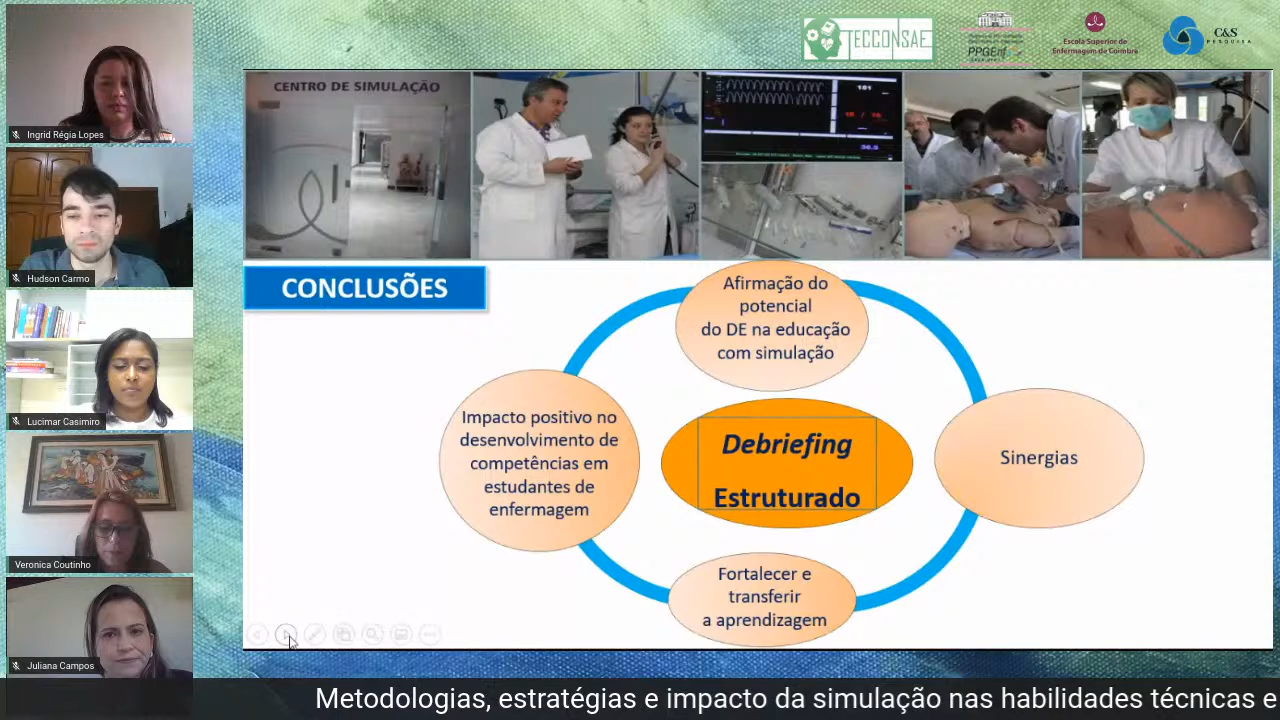 Ingrid Régia Lopes
Hudson Carmo
Lucimar Casimiro
Veronica Coutinho
Juliana Campos
TECCONSAE
PPGEnf
Escola Superior de
Enfermagem de Coimbra
C&S
PESQUISA
CENTRO DE SIMULAÇÃO
CONCLUSÕES
Afirmação do
potencial
do DE na educação
com simulação
Impacto positivo no
desenvolvimento de
competências em
estudantes de
enfermagem
Debriefing
Estruturado
Sinergias
Fortalecer e
transferir
a aprendizagem
Metodologias, estratégias e impacto da simulação nas habilidades técnicas e